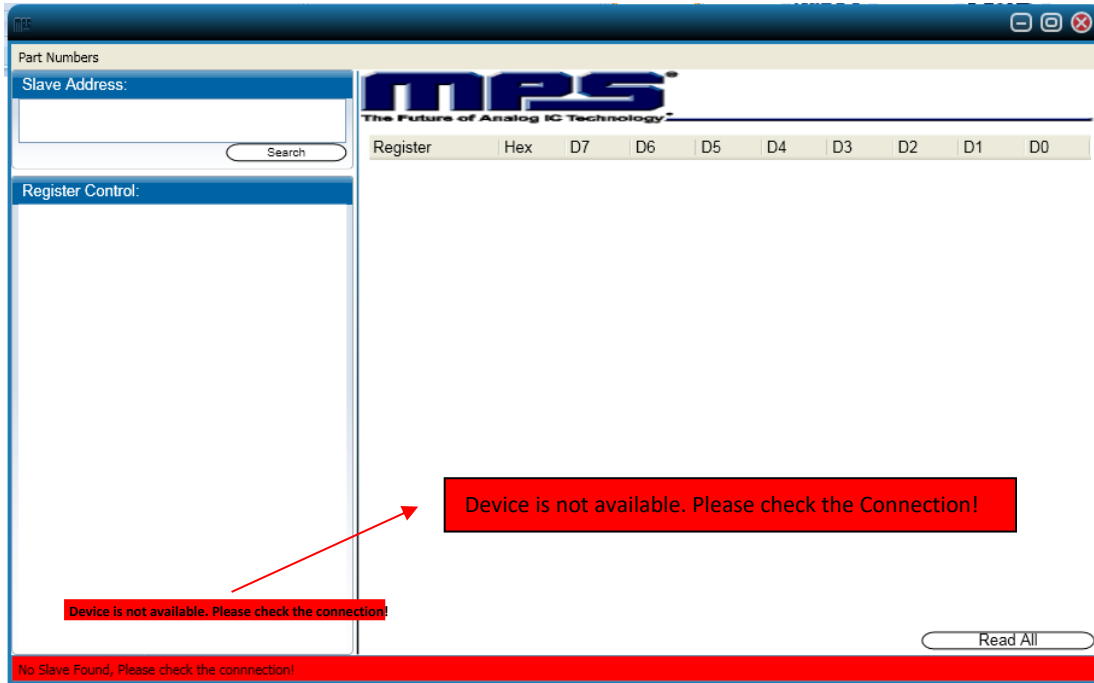 mps
Part Numbers
Slave Address:
mps
The Future of Analog IC Technology
Search
Register Hex D7 D6 D5 D4 D3 D2 D1 D0
Register Control:
Device is not available. Please check the Connection!
Device is not available. Please check the connection!
Read All
No Slave Found, Please check the connnection!